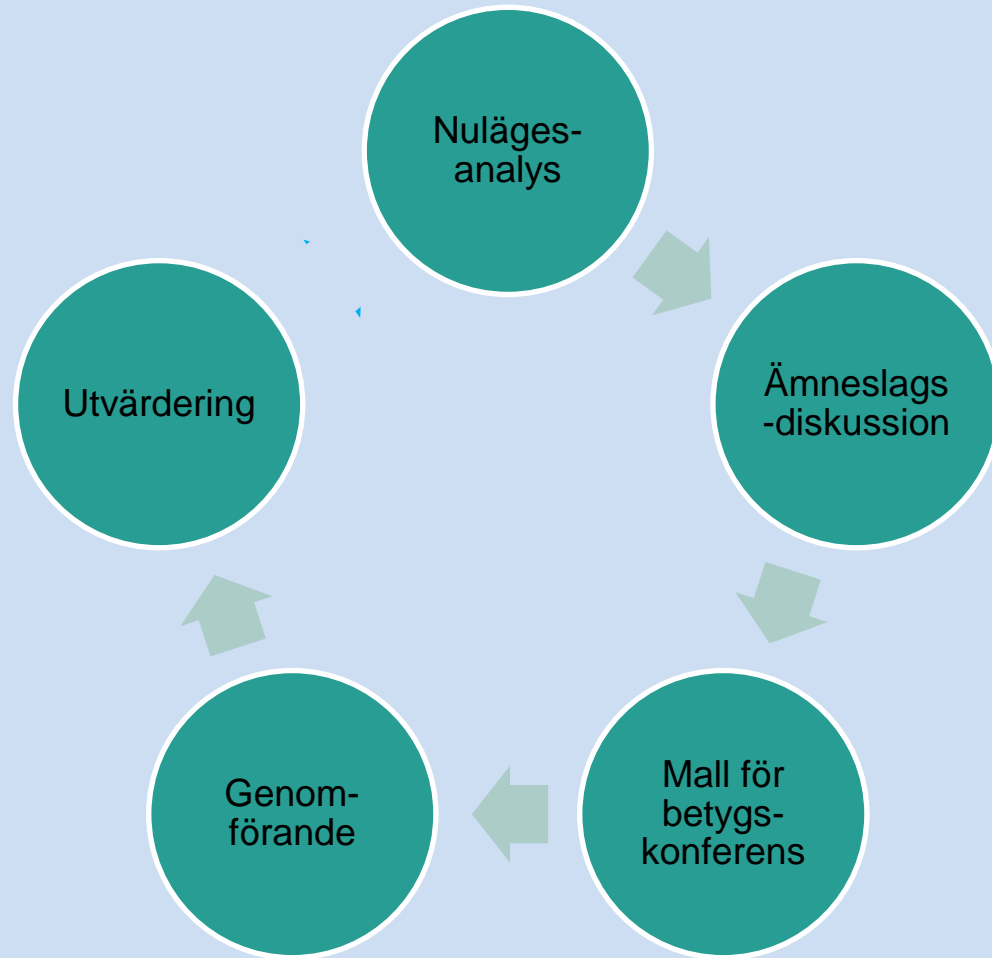 Nuläges-
analys
Ämneslags
-diskussion
Mall för
betygs-
konferens
Genom-
förande
Utvärdering